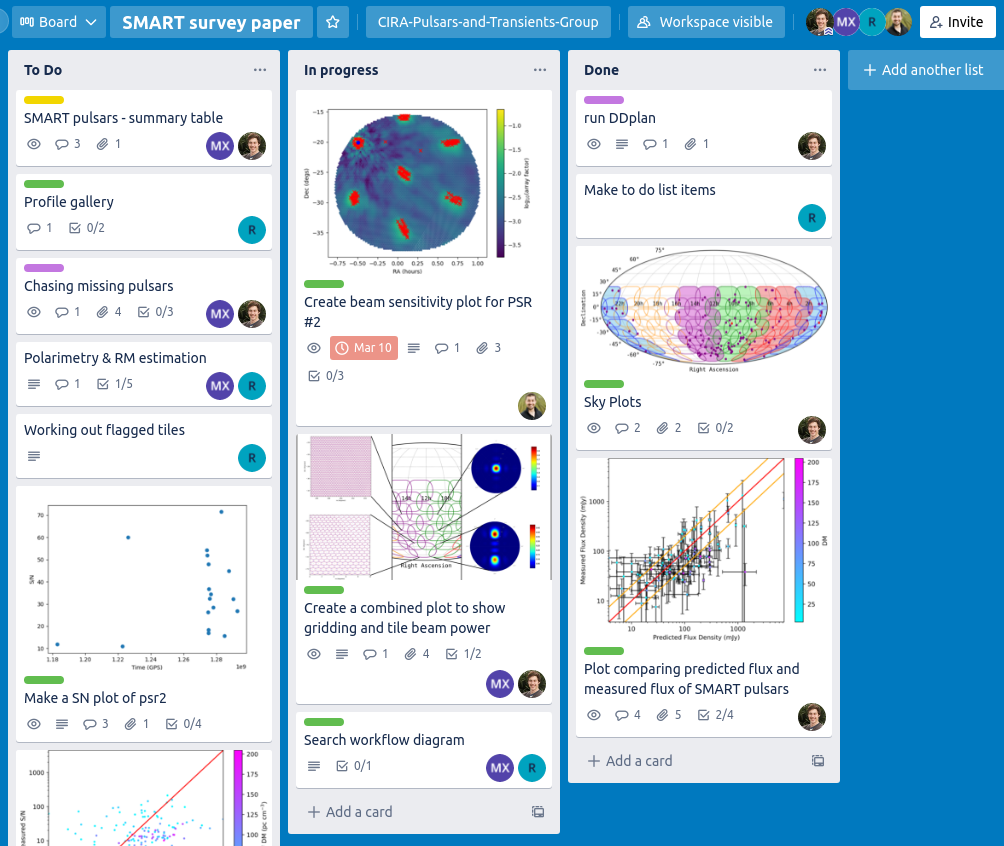 Board
SMART survey paper
CIRA-Pulsars-and-Transients-Group
Workspace visible
MX
R
Invite
To Do
SMART pulsars - summary table
3
1
MX
Profile gallery
1
0/2
R
Chasing missing pulsars
1
4
0/3
MX
Polarimetry & RM estimation
1
1/5
MX
R
Working out flagged tiles
R
70
60
50
40
30
20
10
S/N
1.18
1.20
1.22
1.24
1.26
1.28
1e9
Time (GPS)
Make a SN plot of psr2
3
1
0/4
1000
100
10
200
175
150
125
100
DM (pc cm⁻³)
In progress
−15
−20
−25
−30
−35
Dec (degs)
−0.75
−0.50
−0.25
0.00
0.25
0.50
0.75
1.00
RA (hours)
−1.0
−1.5
−2.0
−2.5
−3.0
−3.5
log₁₀(array factor)
Create beam sensitivity plot for PSR
#2
Mar 10
1
3
0/3
14h
12h
10h
Right Ascension
Create a combined plot to show
gridding and tile beam power
1
4
1/2
MX
Search workflow diagram
0/1
MX
R
Add a card
Done
run DDplan
1
1
Make to do list items
R
75°
60°
45°
30°
15°
0°
-15°
-30°
-45°
-60°
-75°
Declination
Right Ascension
Sky Plots
2
2
0/2
1000
100
10
Measured Flux Density (mJy)
10
100
1000
Predicted Flux Density (mJy)
200
175
150
125
100
75
50
25
DM
Plot comparing predicted flux and
measured flux of SMART pulsars
4
5
2/4
Add a card
Add another list